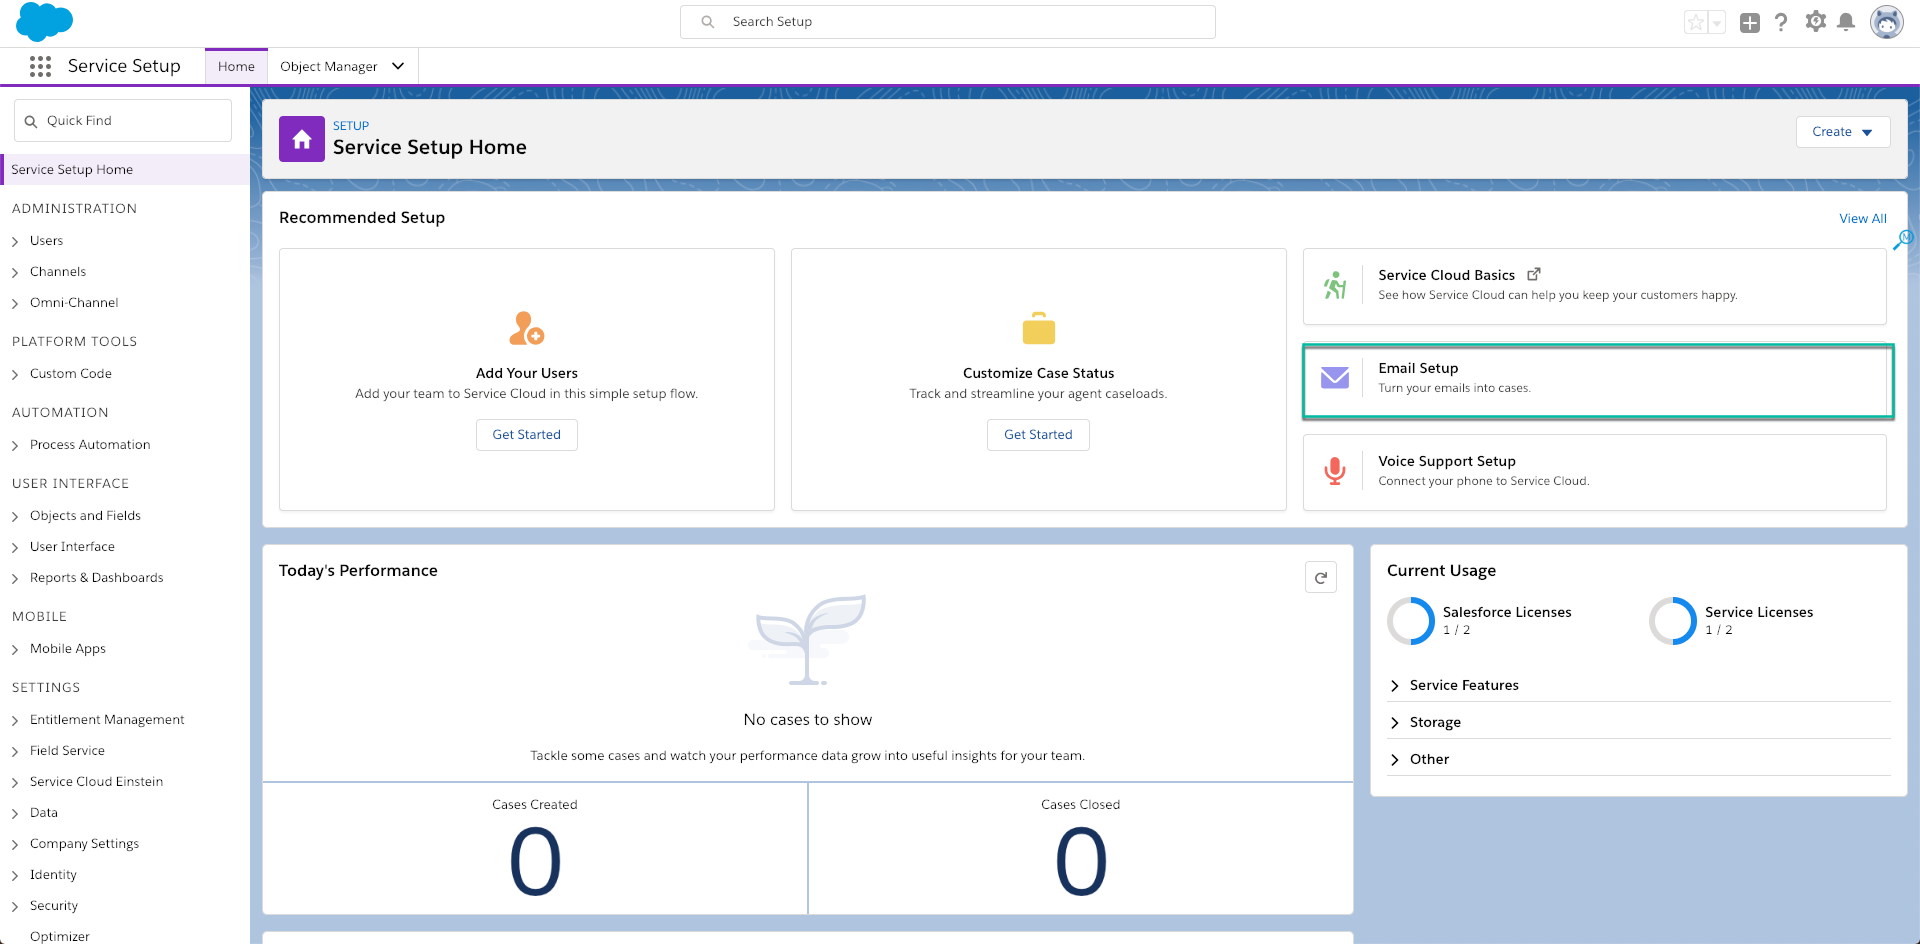 Search Setup
Service Setup
Home
Object Manager
Quick Find
Service Setup Home
ADMINISTRATION
Users
Channels
Omni-Channel
PLATFORM TOOLS
Custom Code
AUTOMATION
Process Automation
USER INTERFACE
Objects and Fields
User Interface
Reports & Dashboards
MOBILE
Mobile Apps
SETTINGS
Entitlement Management
Field Service
Service Cloud Einstein
Data
Company Settings
Identity
Security
Optimizer
SETUP
Service Setup Home
Create
Recommended Setup
View All
Add Your Users
Add your team to Service Cloud in this simple setup flow.
Get Started
Customize Case Status
Track and streamline your agent caseloads.
Get Started
Service Cloud Basics
See how Service Cloud can help you keep your customers happy.
Email Setup
Turn your emails into cases.
Voice Support Setup
Connect your phone to Service Cloud.
Today's Performance
No cases to show
Tackle some cases and watch your performance data grow into useful insights for your team.
Cases Created
0
Cases Closed
0
Current Usage
Salesforce Licenses
1 / 2
Service Licenses
1 / 2
Service Features
Storage
Other